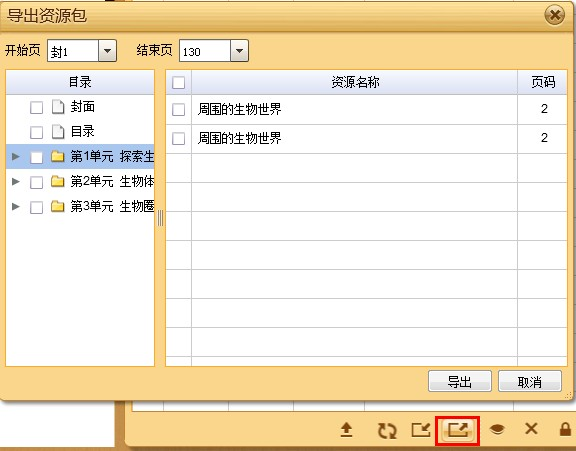 导出资源包
开始页 封1 结束页 130
目录
封面
目录
第1单元 探索生
第2单元 生物体
第3单元 生物圈
资源名称 页码
周围的生物世界 2
周围的生物世界 2
导出 取消